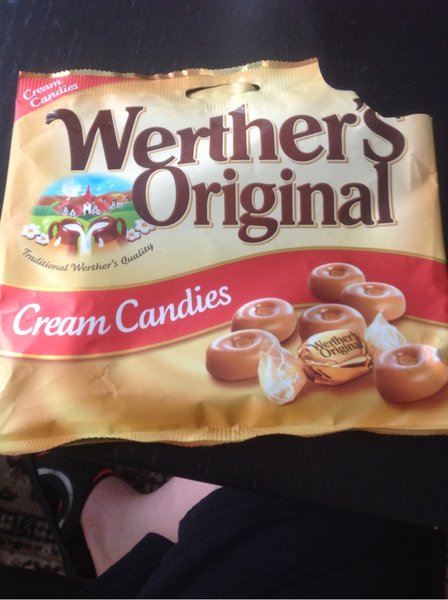 Cream
Candies
Werther's
Original
Traditional Werther's Quality
Cream Candies
Werther's
Original